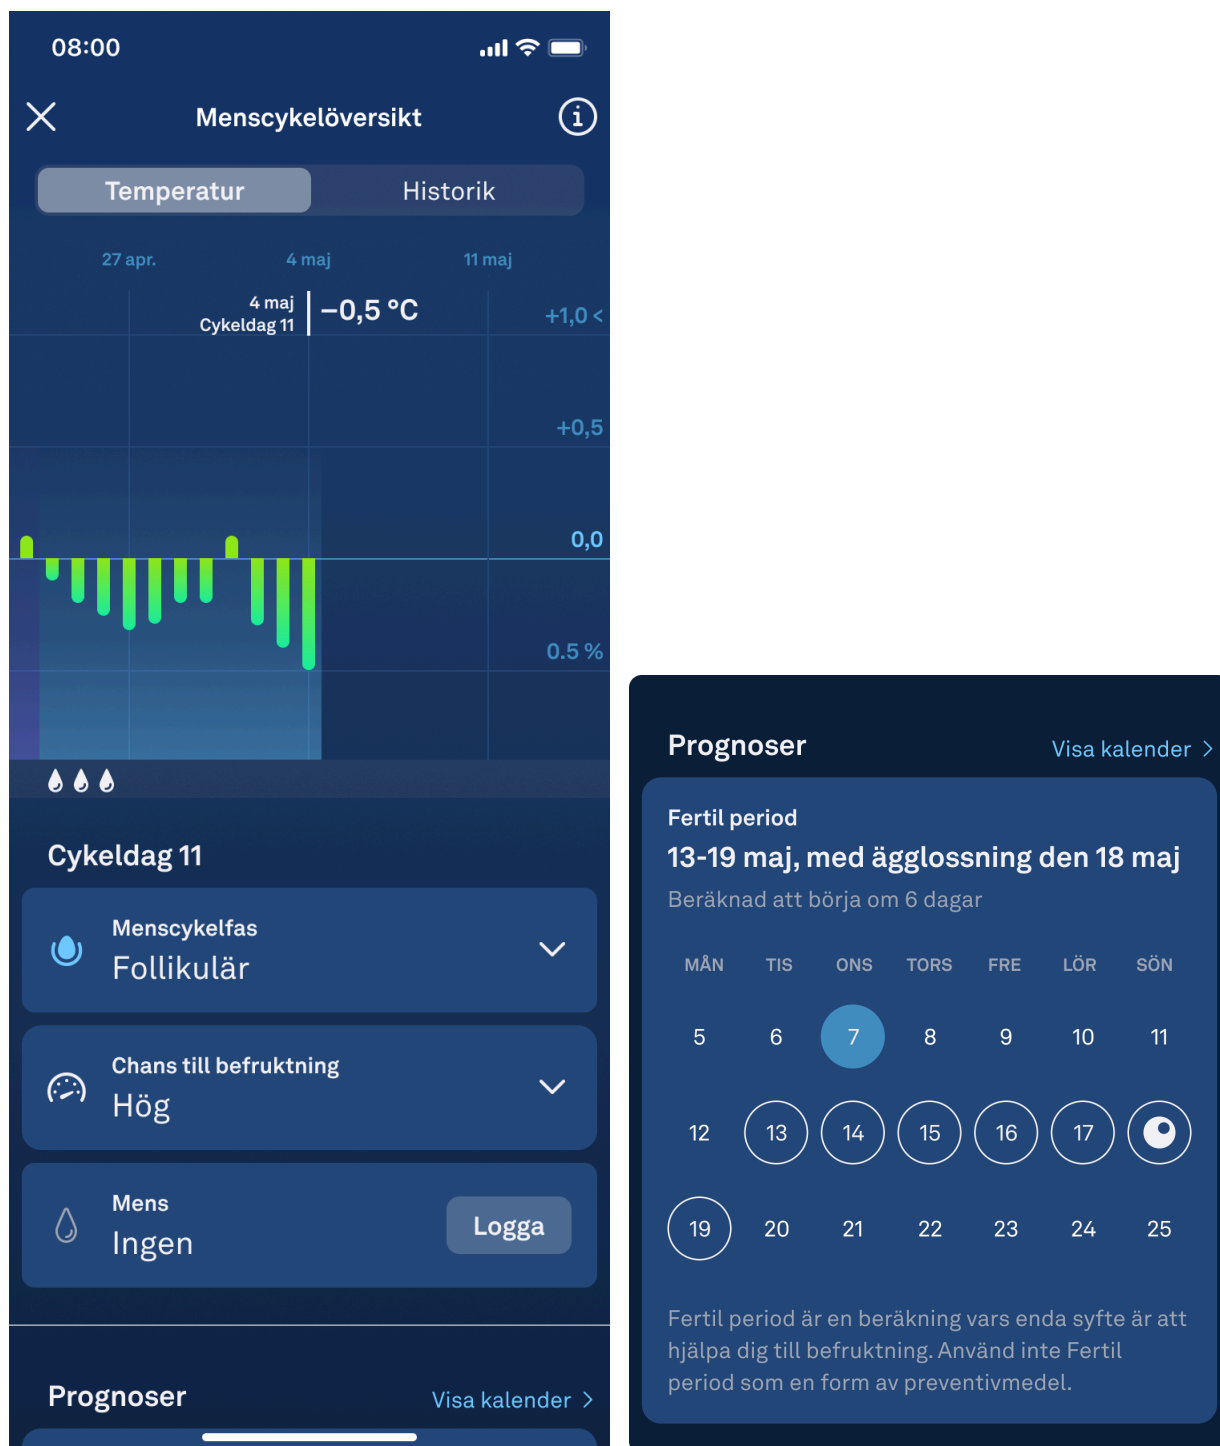 08:00
Menscykelöversikt
Temperatur
Historik
27 apr.
4 maj
11 maj
4 maj
Cykeldag 11
−0,5 °C
+1,0 <
+0,5
0,0
0.5 %
Cykeldag 11
Menscykelfas
Follikulär
Chans till befruktning
Hög
Mens
Ingen
Logga
Prognoser
Visa kalender >
Prognoser
Visa kalender >
Fertil period
13-19 maj, med ägglossning den 18 maj
Beräknad att börja om 6 dagar
MÅN TIS ONS TORS FRE LÖR SÖN
5 6 7 8 9 10 11
12 13 14 15 16 17
19 20 21 22 23 24 25
Fertil period är en beräkning vars enda syfte är att
hjälpa dig till befruktning. Använd inte Fertil
period som en form av preventivmedel.